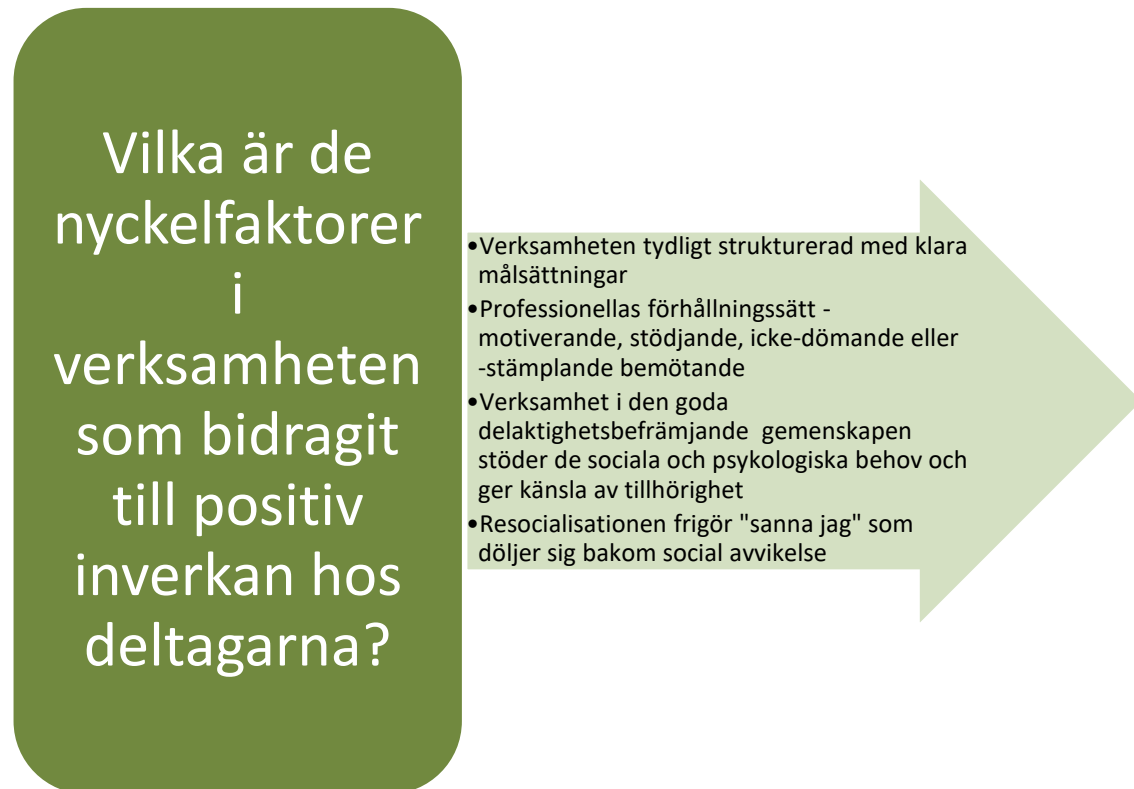 Vilka är de
nyckelfaktorer
i
verksamheten
som bidragit
till positiv
inverkan hos
deltagarna?
•Verksamheten tydligt strukturerad med klara
målsättningar
•Professionellas förhållningssätt -
motiverande, stödjande, icke-dömande eller
-stämplande bemötande
•Verksamhet i den goda
delaktighetsbefrämjande  gemenskapen
stöder de sociala och psykologiska behov och
ger känsla av tillhörighet
•Resocialisationen frigör "sanna jag" som
döljer sig bakom social avvikelse